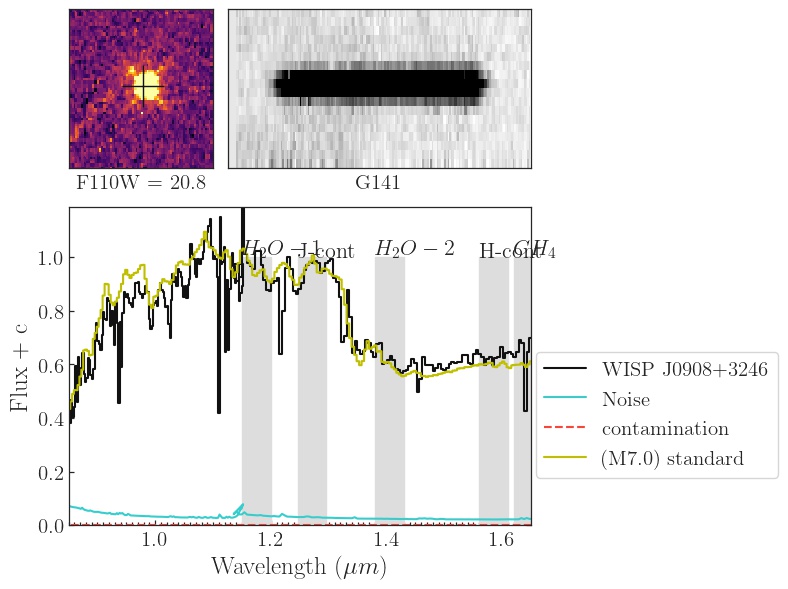 F110W = 20.8
G141
H₂O − 1
J-cont
H₂O − 2
H-cont
CH₄
1.0
0.8
0.6
0.4
0.2
0.0
Flux + c
1.0
1.2
1.4
1.6
Wavelength (μm)
WISP J0908+3246
Noise
contamination
(M7.0) standard